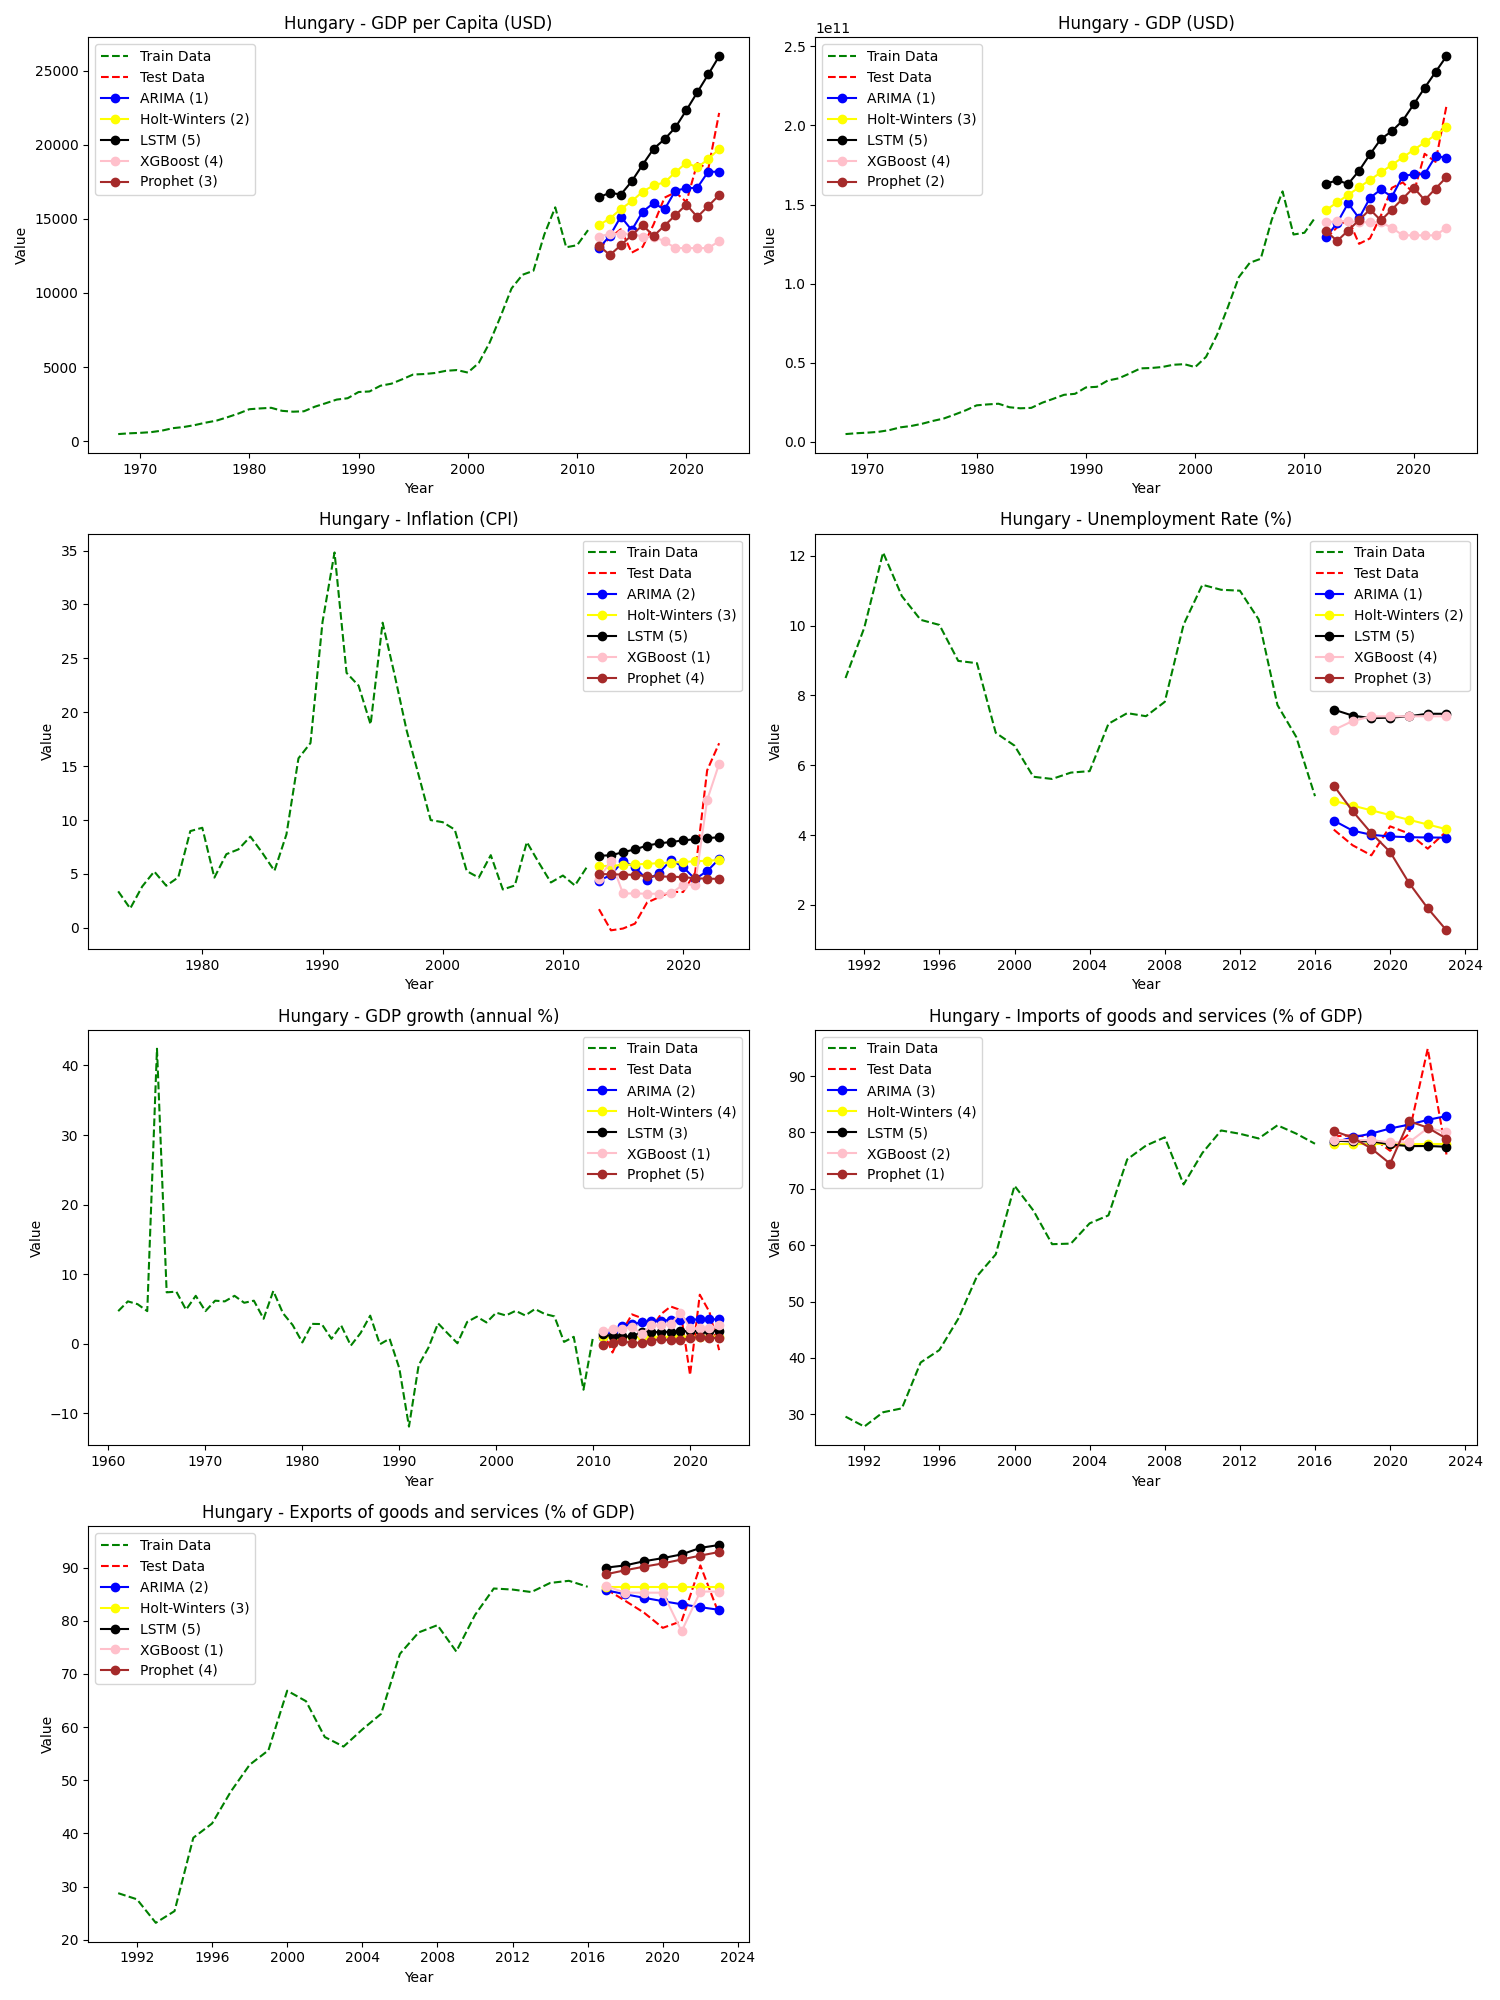 Hungary - GDP per Capita (USD)
Train Data
Test Data
ARIMA (1)
Holt-Winters (2)
LSTM (5)
XGBoost (4)
Prophet (3)
Value
25000
20000
15000
10000
5000
0
1970 1980 1990 2000 2010 2020
Year
Hungary - GDP (USD)
1e11
Train Data
Test Data
ARIMA (1)
Holt-Winters (3)
LSTM (5)
XGBoost (4)
Prophet (2)
Value
2.5
2.0
1.5
1.0
0.5
0.0
1970 1980 1990 2000 2010 2020
Year
Hungary - Inflation (CPI)
Train Data
Test Data
ARIMA (2)
Holt-Winters (3)
LSTM (5)
XGBoost (1)
Prophet (4)
Value
35
30
25
20
15
10
5
0
1980 1990 2000 2010 2020
Year
Hungary - Unemployment Rate (%)
Train Data
Test Data
ARIMA (1)
Holt-Winters (2)
LSTM (5)
XGBoost (4)
Prophet (3)
Value
12
10
8
6
4
2
1992 1996 2000 2004 2008 2012 2016 2020 2024
Year
Hungary - GDP growth (annual %)
Train Data
Test Data
ARIMA (2)
Holt-Winters (4)
LSTM (3)
XGBoost (1)
Prophet (5)
Value
40
30
20
10
0
−10
1960 1970 1980 1990 2000 2010 2020
Year
Hungary - Imports of goods and services (% of GDP)
Train Data
Test Data
ARIMA (3)
Holt-Winters (4)
LSTM (5)
XGBoost (2)
Prophet (1)
Value
90
80
70
60
50
40
30
1992 1996 2000 2004 2008 2012 2016 2020 2024
Year
Hungary - Exports of goods and services (% of GDP)
Train Data
Test Data
ARIMA (2)
Holt-Winters (3)
LSTM (5)
XGBoost (1)
Prophet (4)
Value
90
80
70
60
50
40
30
20
1992 1996 2000 2004 2008 2012 2016 2020 2024
Year